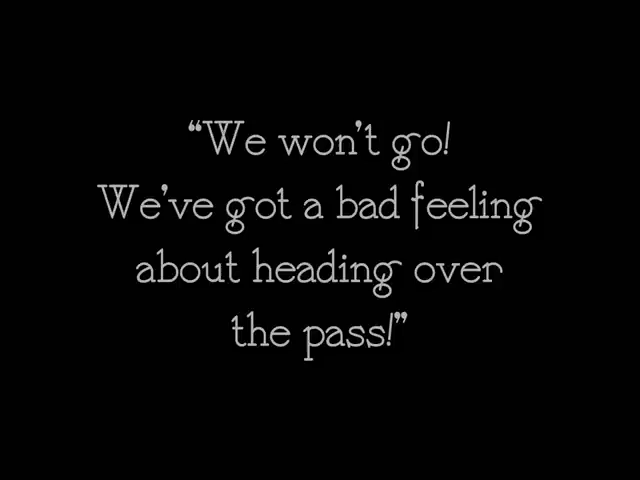 “We won’t go!
We’ve got a bad feeling
about heading over
the pass!”